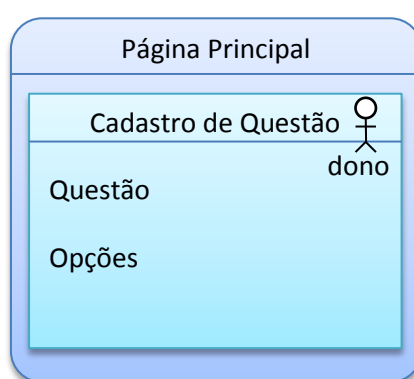 Página Principal
Cadastro de Questão
dono
Questão
Opções